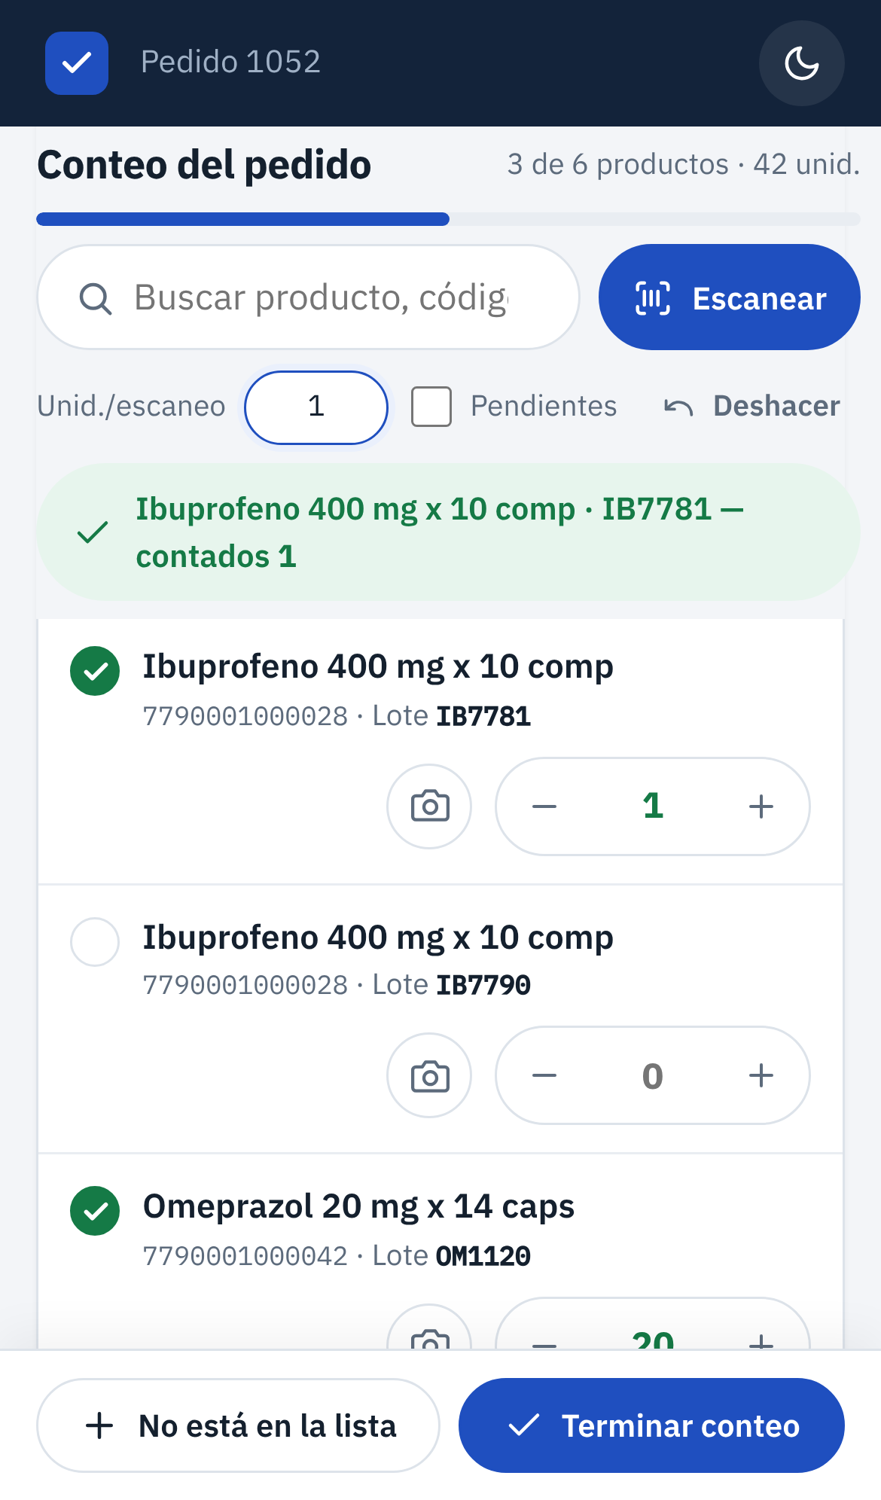 Pedido 1052
Conteo del pedido
3 de 6 productos · 42 unid.
Buscar producto, códig
Escanear
Unid./escaneo
1
Pendientes
Deshacer
Ibuprofeno 400 mg x 10 comp · IB7781 —
contados 1
Ibuprofeno 400 mg x 10 comp
7790001000028 · Lote IB7781
1
Ibuprofeno 400 mg x 10 comp
7790001000028 · Lote IB7790
0
Omeprazol 20 mg x 14 caps
7790001000042 · Lote OM1120
20
No está en la lista
Terminar conteo